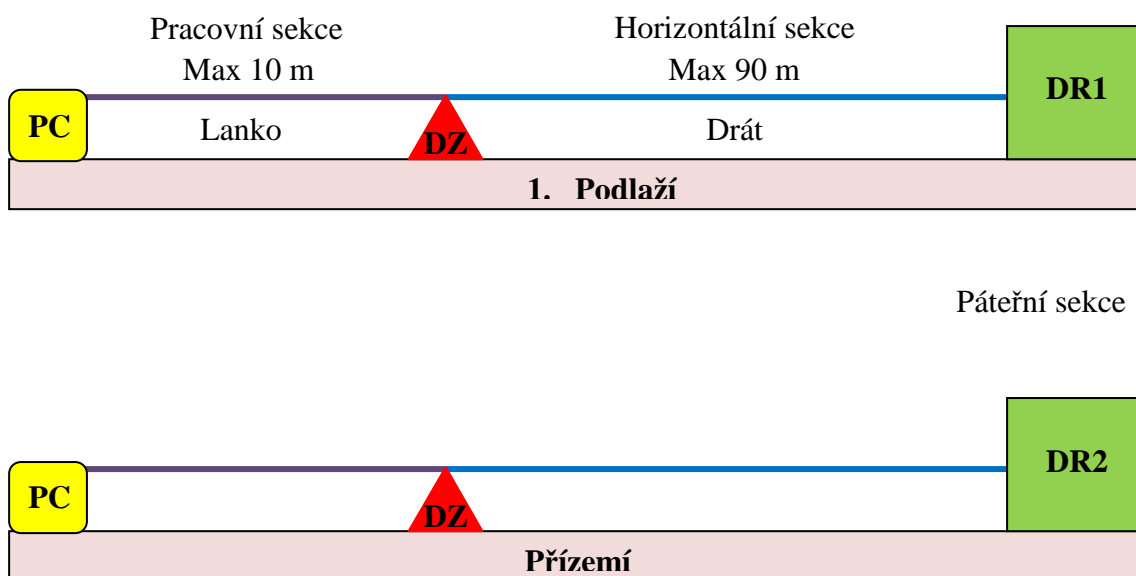 Pracovní sekce
Max 10 m
Horizontální sekce
Max 90 m
PC
Lanko
DZ
Drát
DR1
1. Podlaží
Páteřní sekce
PC
DZ
DR2
Přízemí